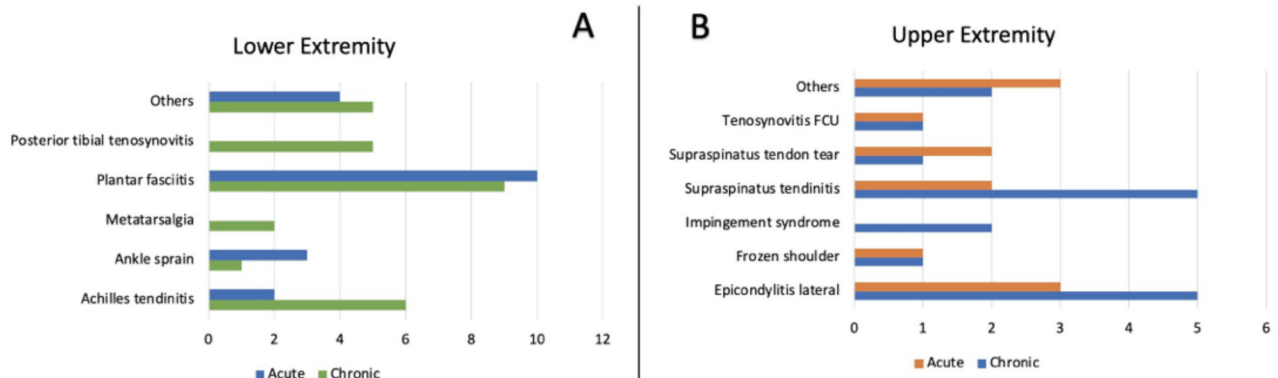 A
Lower Extremity
Others
Posterior tibial tenosynovitis
Plantar fasciitis
Metatarsalgia
Ankle sprain
Achilles tendinitis
0 2 4 6 8 10 12
Acute Chronic
B
Upper Extremity
Others
Tenosynovitis FCU
Supraspinatus tendon tear
Supraspinatus tendinitis
Impingement syndrome
Frozen shoulder
Epicondylitis lateral
0 1 2 3 4 5 6
Acute Chronic